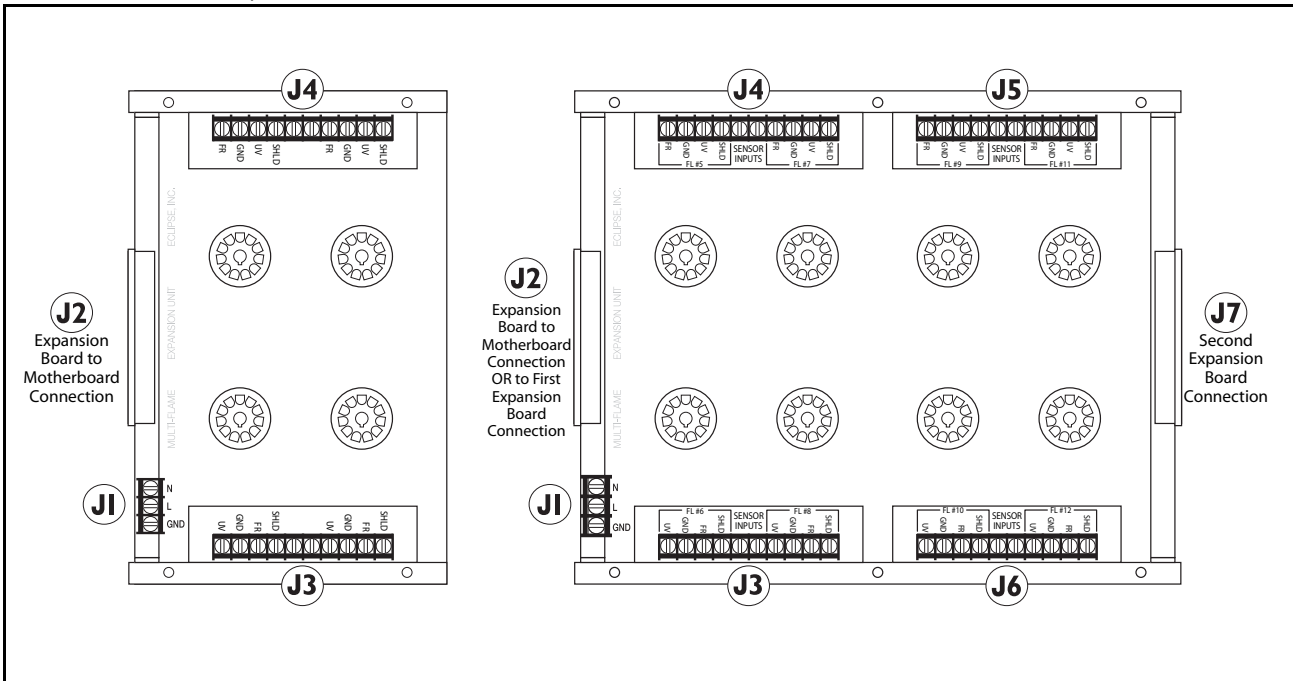 J4
FR GND UV SHLD FR GND UV SHLD
ECLIPSE, INC.
EXPANSION UNIT
MULTI-FLAME
J2
Expansion
Board to
Motherboard
Connection
J1
N
L
GND
UV GND FR SHLD UV GND FR SHLD
J3
J4
J5
FR GND UV SHLD SENSOR INPUTS FR GND UV SHLD
FL #5 FL #7
FR GND UV SHLD SENSOR INPUTS FR GND UV SHLD
FL #9 FL #11
ECLIPSE, INC.
EXPANSION UNIT
MULTI-FLAME
J2
Expansion
Board to
Motherboard
Connection
OR to First
Expansion
Board
Connection
J7
Second
Expansion
Board
Connection
J1
N
L
GND
FL #6 FL #8
UV GND FR SHLD SENSOR INPUTS UV GND FR SHLD
FL #10 FL #12
UV GND FR SHLD SENSOR INPUTS UV GND FR SHLD
J3
J6